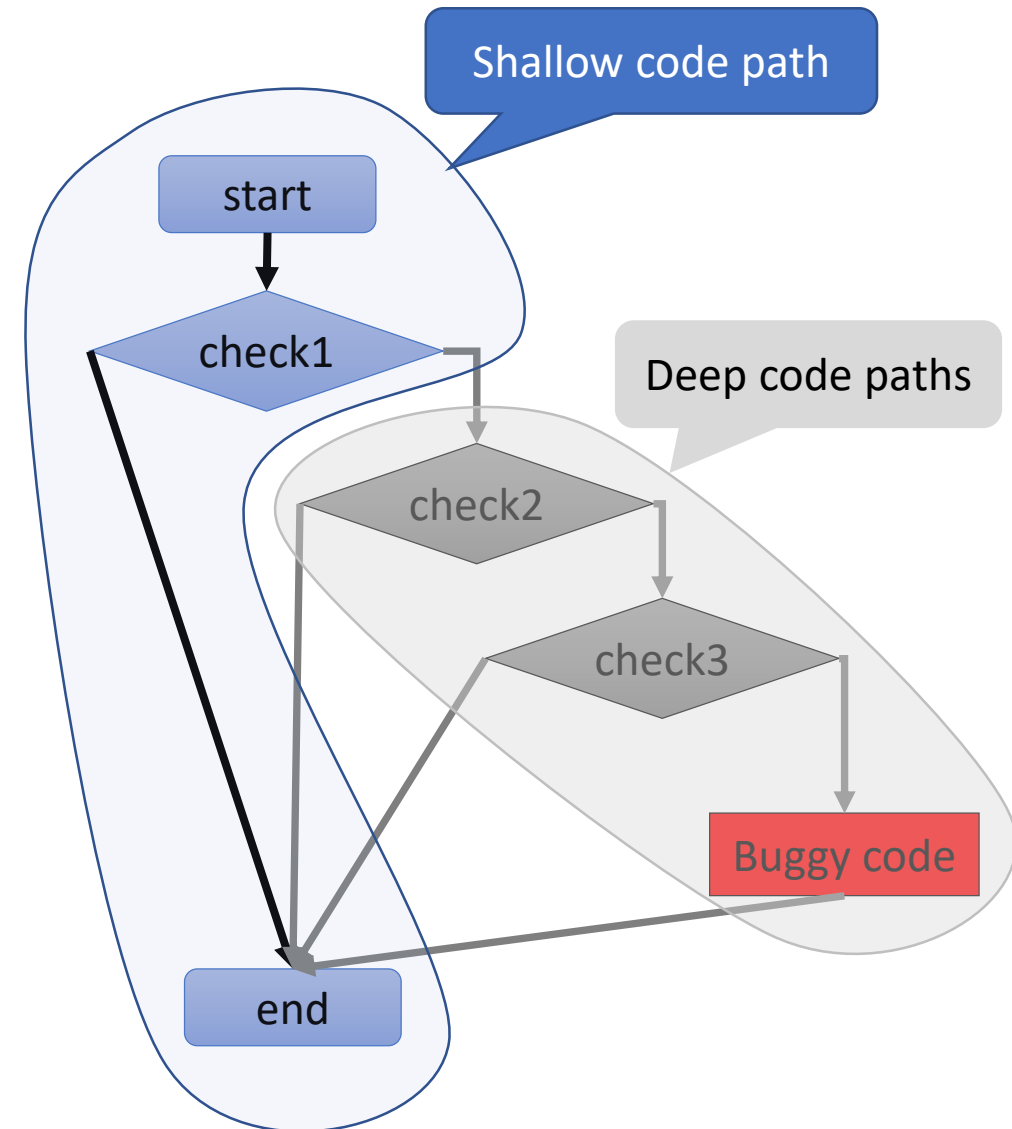 Shallow code path
start
check1
Deep code paths
check2
check3
Buggy code
end